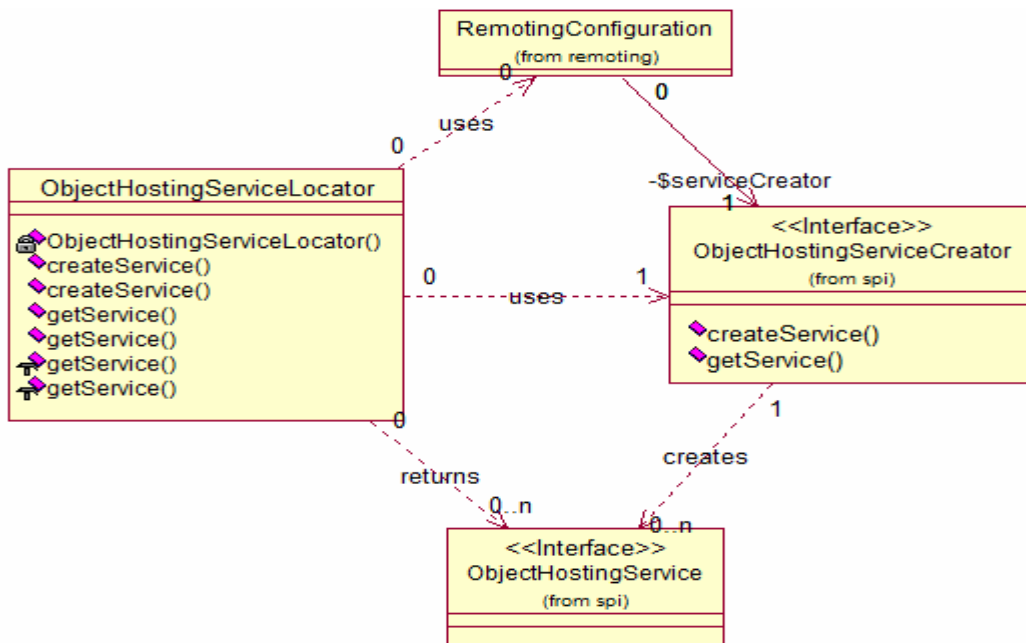 RemotingConfiguration
(from remoting)
0
0
uses
0
-$serviceCreator
1
ObjectHostingServiceLocator
ObjectHostingServiceLocator()
createService()
createService()
getService()
getService()
getService()
getService()
<<Interface>>
ObjectHostingServiceCreator
(from spi)
createService()
getService()
0
1
uses
0
returns
0..n
1
creates
0..n
<<Interface>>
ObjectHostingService
(from spi)